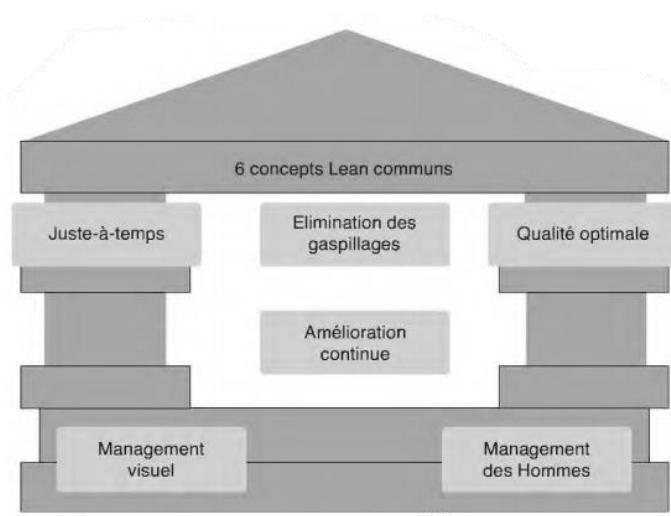 6 concepts Lean communs
Juste-à-temps
Elimination des
gaspillages
Qualité optimale
Amélioration
continue
Management
visuel
Management
des Hommes